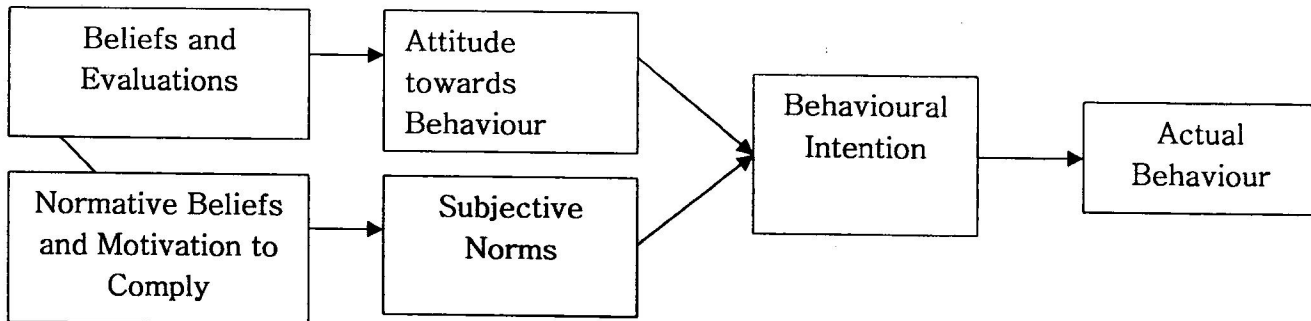 Beliefs and
Evaluations
Attitude
towards
Behaviour
Behavioural
Intention
Actual
Behaviour
Normative Beliefs
and Motivation to
Comply
Subjective
Norms